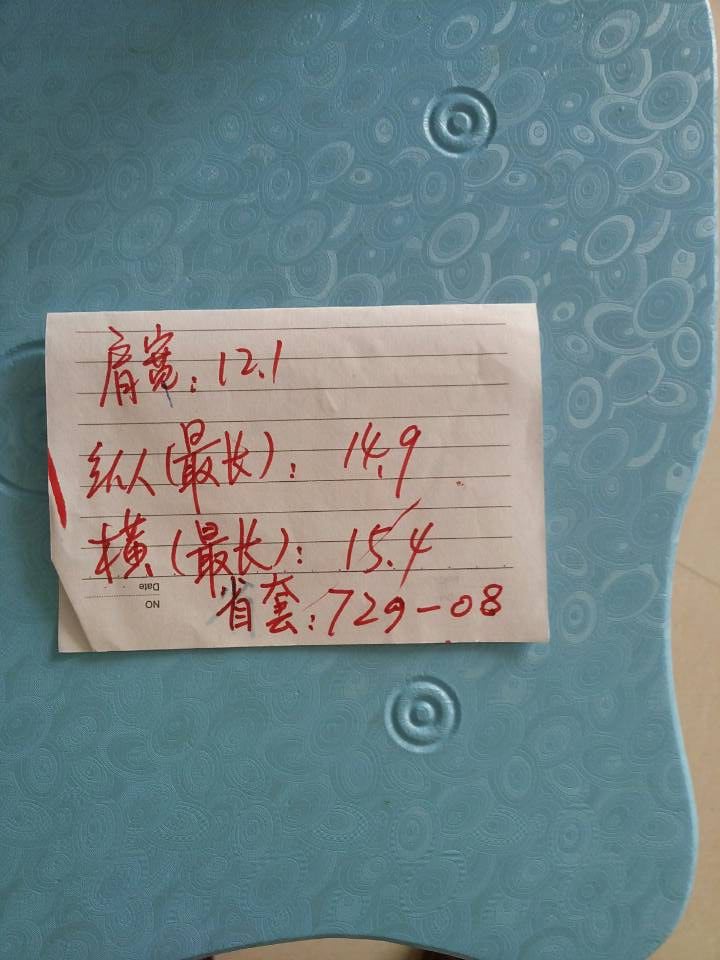 肩宽：12.1
纵（最长）：14.9
横（最长）：15.4
省套：729-08
NO
Date